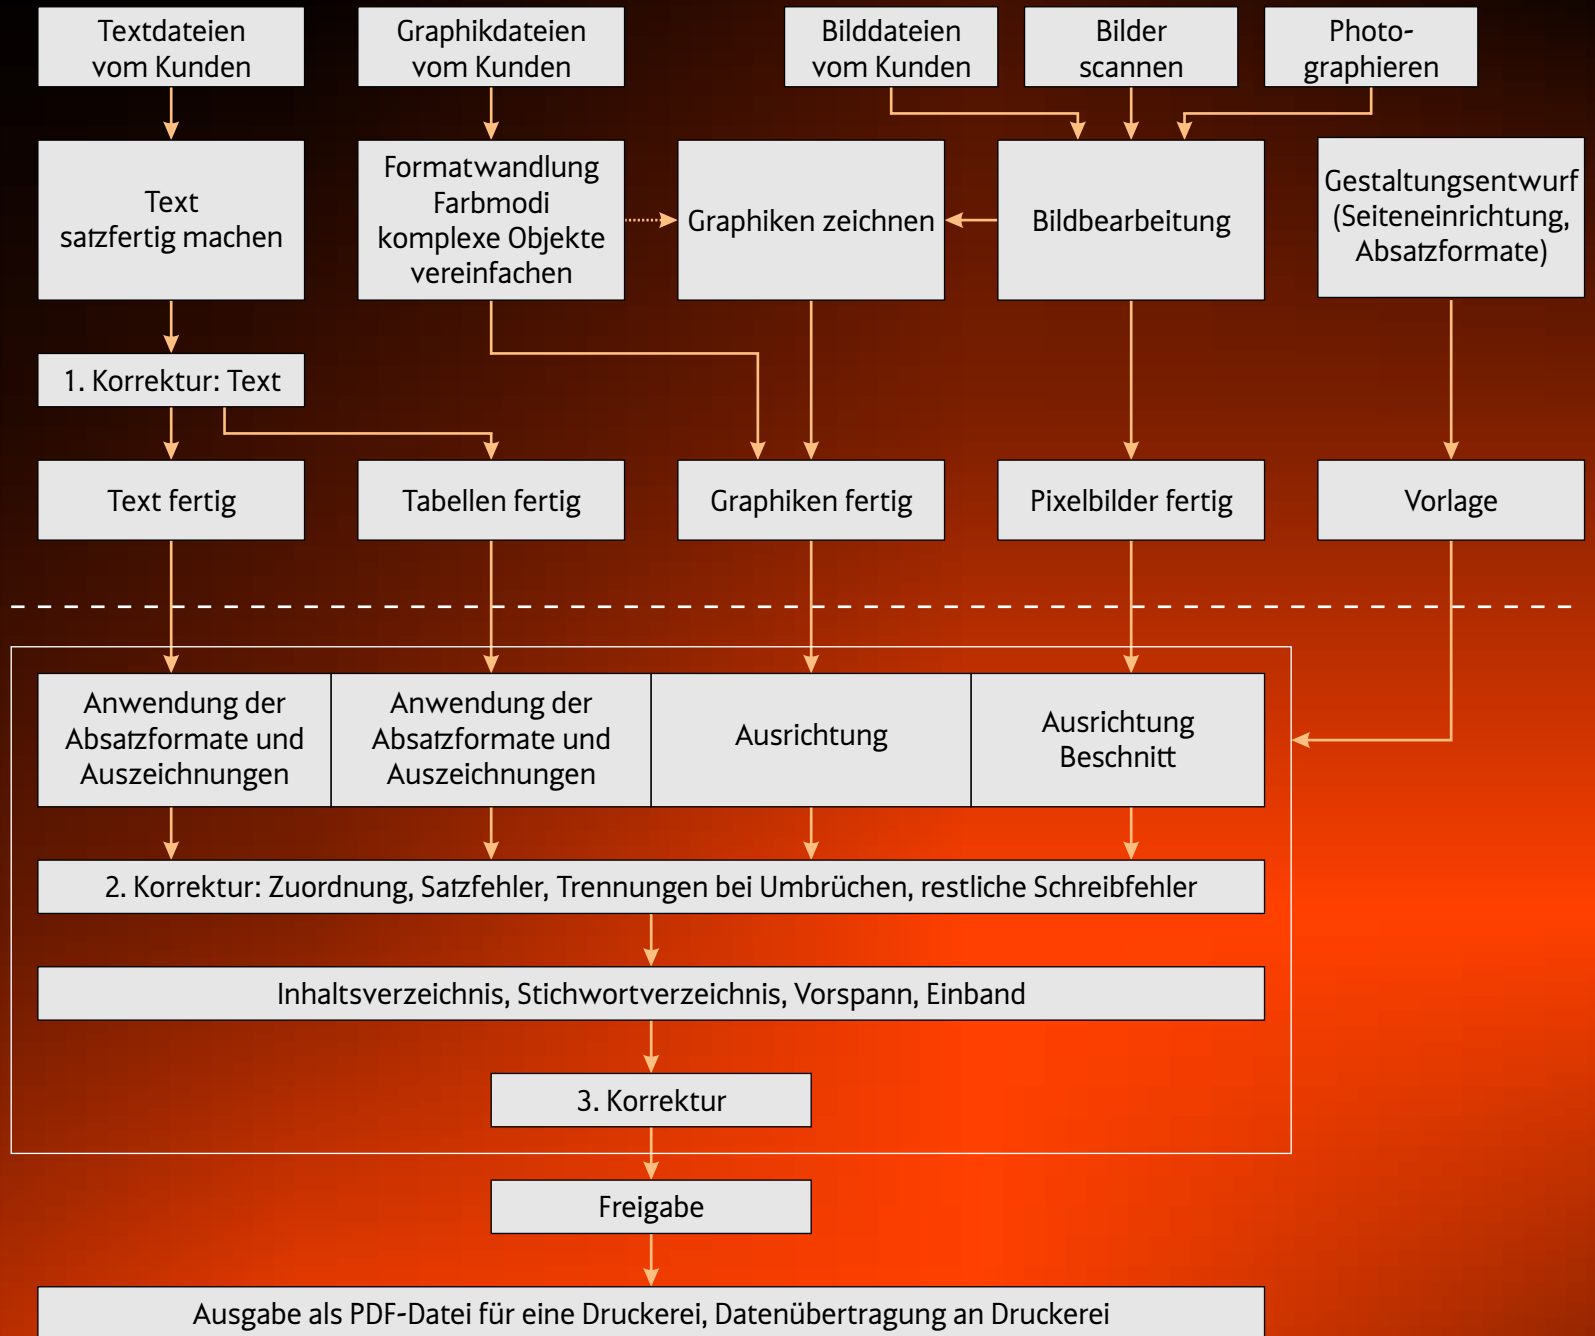 Textdateien
vom Kunden
Graphikdateien
vom Kunden
Bilddateien
vom Kunden
Bilder
scannen
Photo-
graphieren
Text
satzfertig machen
Formatwandlung
Farbmodi
komplexe Objekte
vereinfachen
Graphiken zeichnen
Bildbearbeitung
Gestaltungsentwurf
(Seiteneinrichtung,
Absatzformate)
1. Korrektur: Text
Text fertig
Tabellen fertig
Graphiken fertig
Pixelbilder fertig
Vorlage
Anwendung der
Absatzformate und
Auszeichnungen
Anwendung der
Absatzformate und
Auszeichnungen
Ausrichtung
Ausrichtung
Beschnitt
2. Korrektur: Zuordnung, Satzfehler, Trennungen bei Umbrüchen, restliche Schreibfehler
Inhaltsverzeichnis, Stichwortverzeichnis, Vorspann, Einband
3. Korrektur
Freigabe
Ausgabe als PDF-Datei für eine Druckerei, Datenübertragung an Druckerei